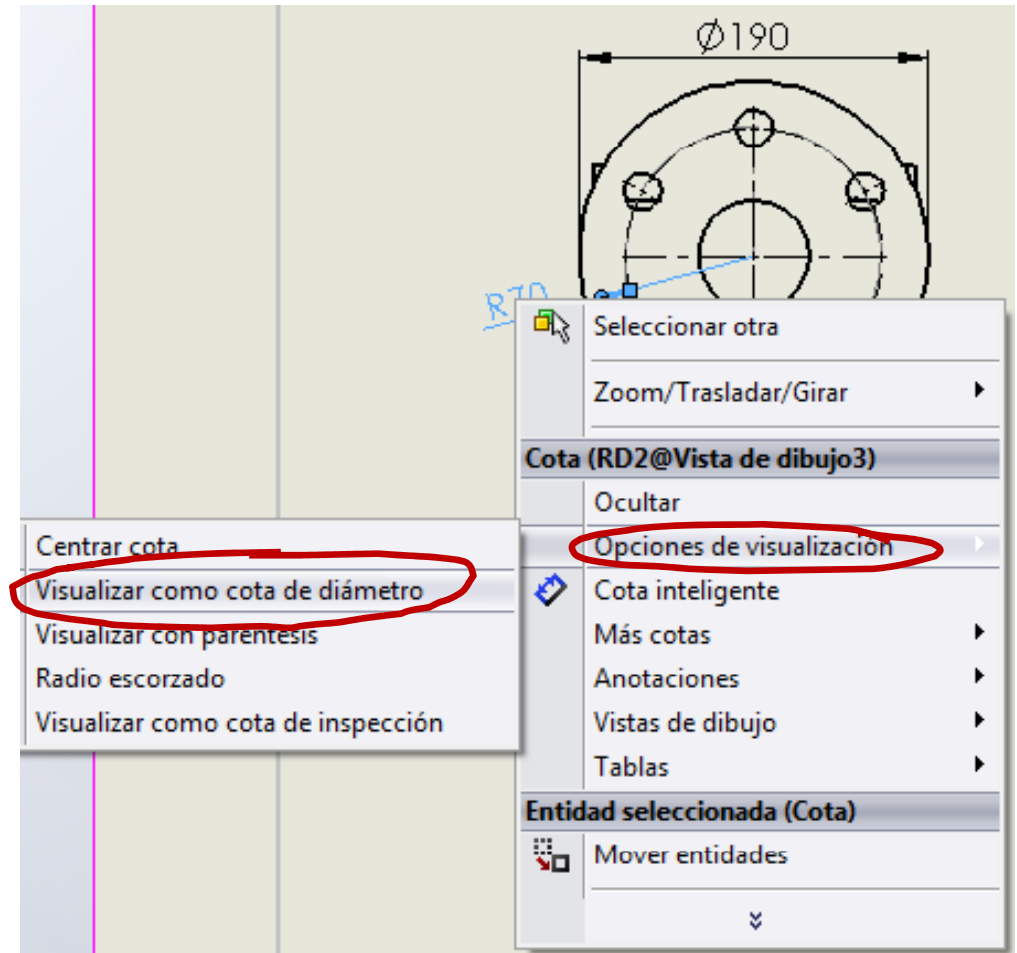 Ø190
R70
Seleccionar otra
Zoom/Trasladar/Girar
Cota (RD2@Vista de dibujo3)
Ocultar
Opciones de visualización
Cota inteligente
Más cotas
Anotaciones
Vistas de dibujo
Tablas
Entidad seleccionada (Cota)
Mover entidades
Centrar cota
Visualizar como cota de diámetro
Visualizar con paréntesis
Radio escorzado
Visualizar como cota de inspección